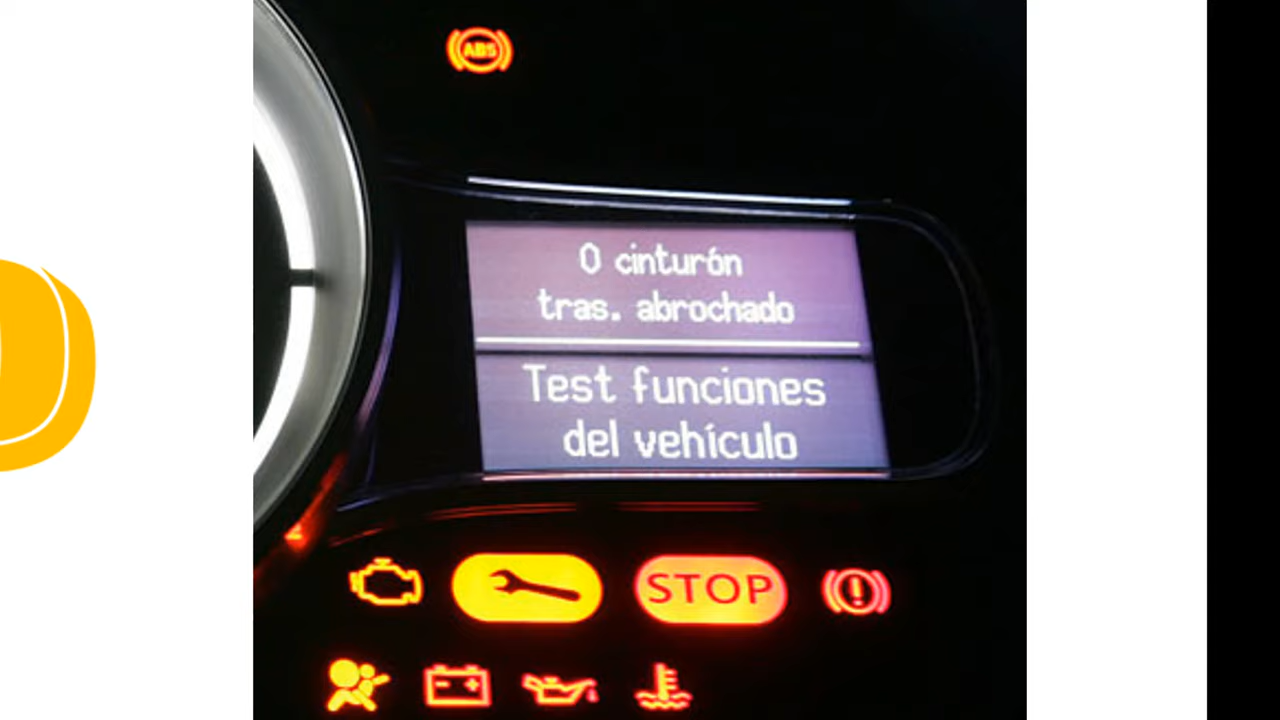 ABS
0 cinturón
tras. abrochado
Test funciones
del vehículo
STOP